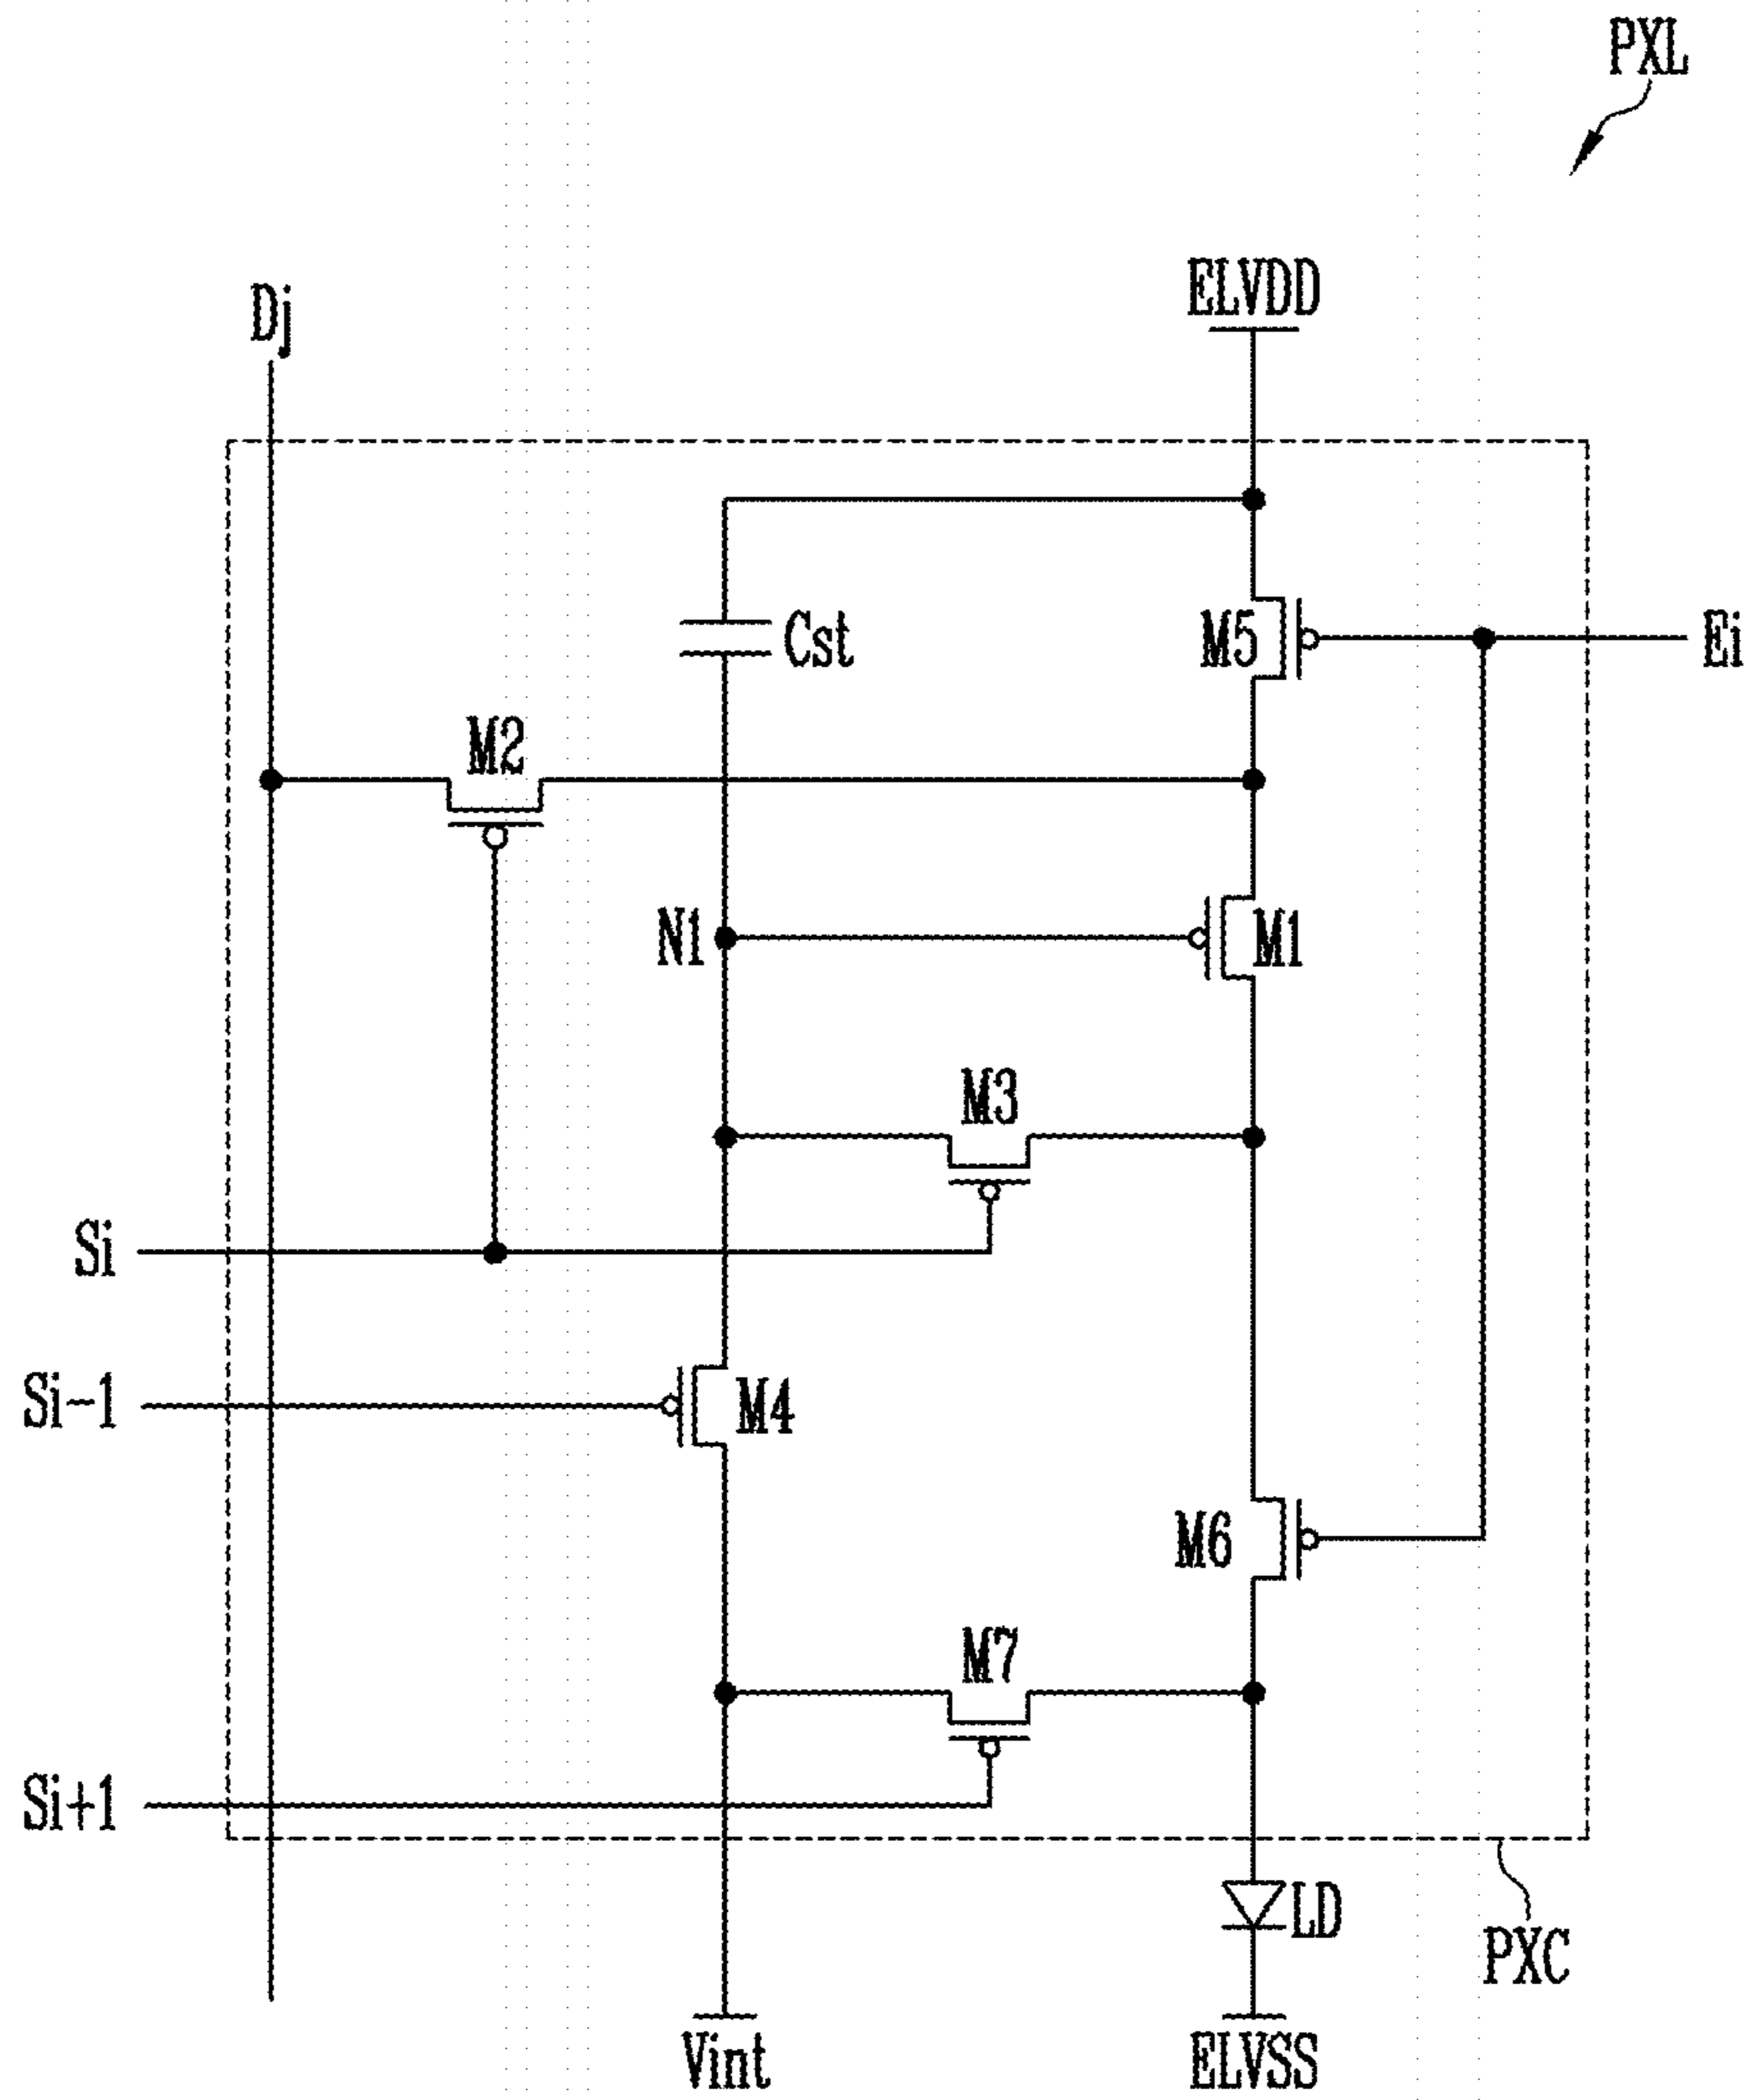 PXL
ELVDD
Dj
Cst
M5
Ei
M2
N1
M1
M3
Si
Si-1
M4
M6
M7
Si+1
LD
PXC
Vint
ELVSS